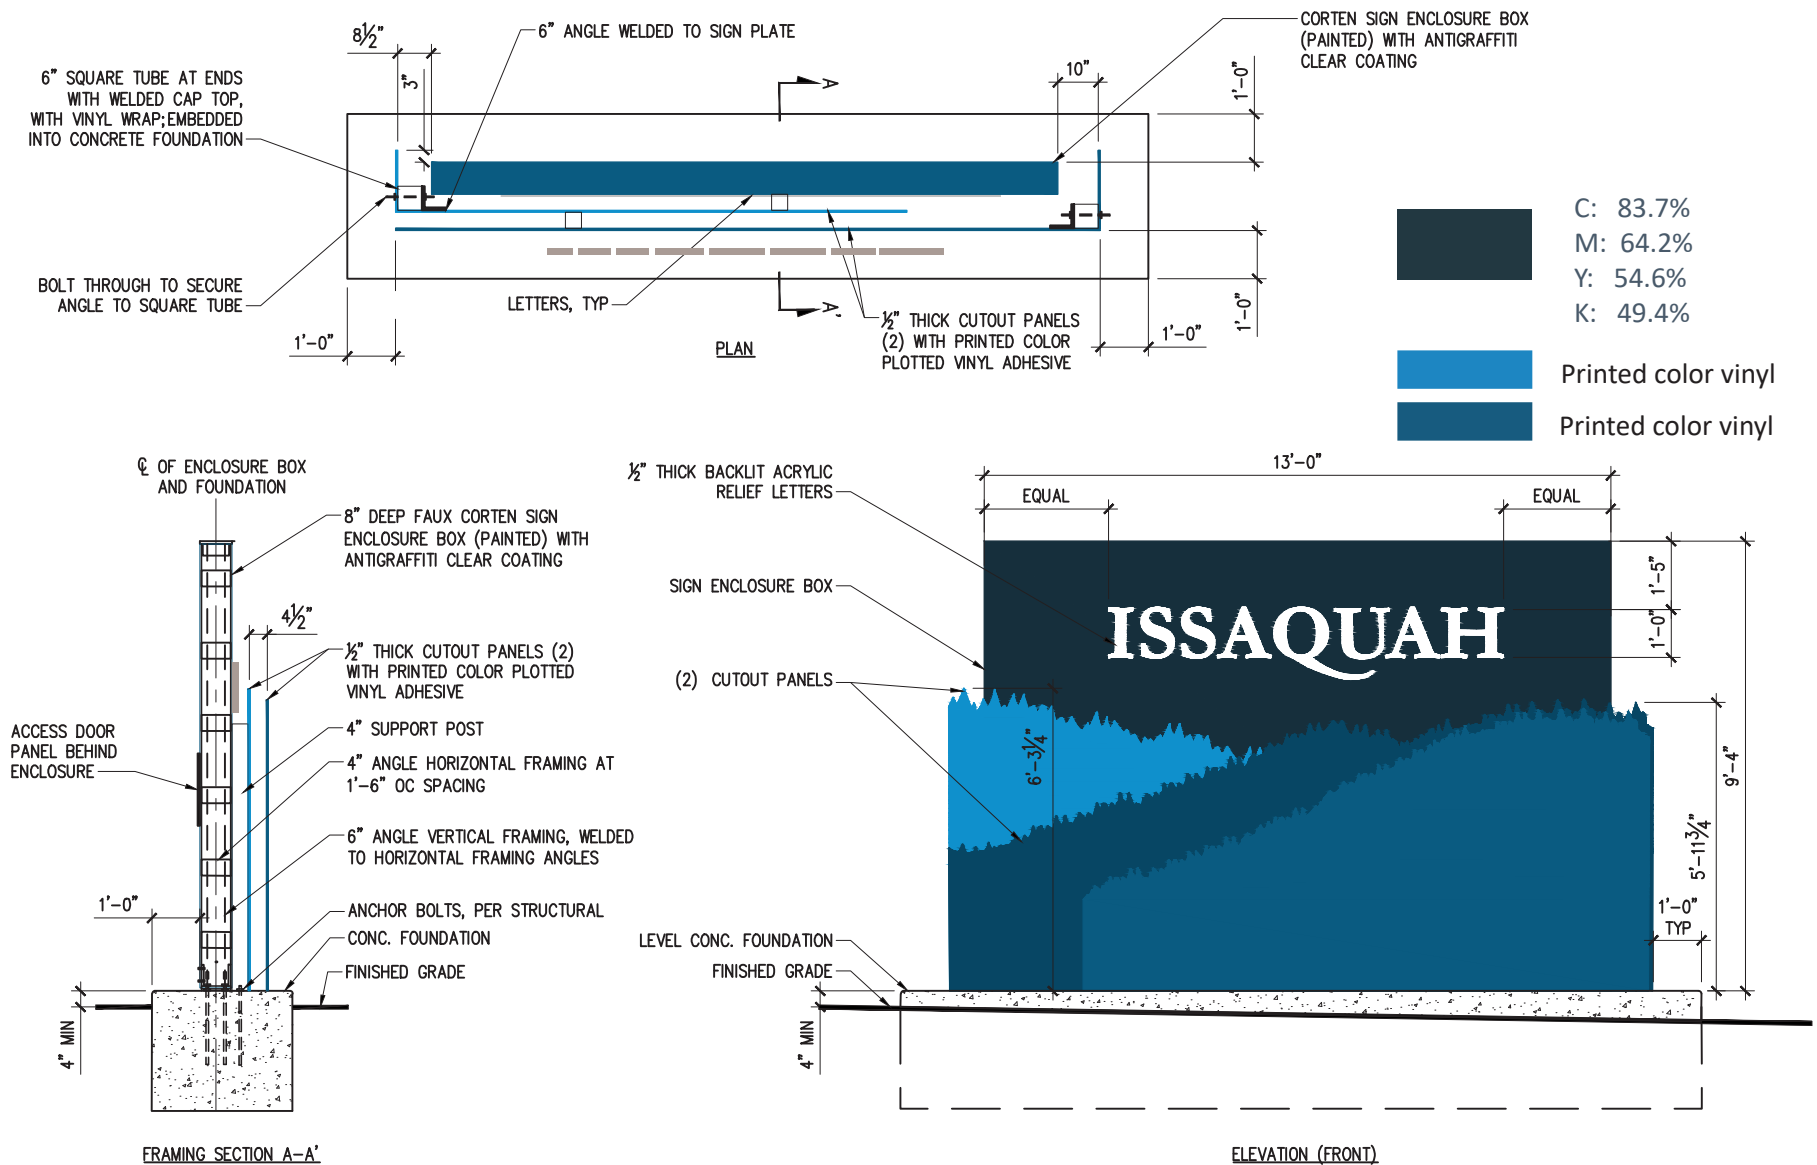 8½"
3"
6" ANGLE WELDED TO SIGN PLATE
6" SQUARE TUBE AT ENDS
WITH WELDED CAP TOP,
WITH VINYL WRAP;EMBEDDED
INTO CONCRETE FOUNDATION
A
10"
1'-0"
CORTEN SIGN ENCLOSURE BOX
(PAINTED) WITH ANTIGRAFFITI
CLEAR COATING
BOLT THROUGH TO SECURE
ANGLE TO SQUARE TUBE
LETTERS, TYP
A'
½" THICK CUTOUT PANELS
(2) WITH PRINTED COLOR
PLOTTED VINYL ADHESIVE
1'-0"
1'-0"
1'-0"
PLAN
C: 83.7%
M: 64.2%
Y: 54.6%
K: 49.4%
Printed color vinyl
Printed color vinyl
℄ OF ENCLOSURE BOX
AND FOUNDATION
8" DEEP FAUX CORTEN SIGN
ENCLOSURE BOX (PAINTED) WITH
ANTIGRAFFITI CLEAR COATING
4½"
½" THICK CUTOUT PANELS (2)
WITH PRINTED COLOR PLOTTED
VINYL ADHESIVE
4" SUPPORT POST
ACCESS DOOR
PANEL BEHIND
ENCLOSURE
4" ANGLE HORIZONTAL FRAMING AT
1'-6" OC SPACING
6" ANGLE VERTICAL FRAMING, WELDED
TO HORIZONTAL FRAMING ANGLES
1'-0"
ANCHOR BOLTS, PER STRUCTURAL
CONC. FOUNDATION
FINISHED GRADE
4" MIN
FRAMING SECTION A-A'
13'-0"
EQUAL
EQUAL
½" THICK BACKLIT ACRYLIC
RELIEF LETTERS
SIGN ENCLOSURE BOX
(2) CUTOUT PANELS
ISSAQUAH
1'-5"
1'-0"
6'-3¼"
9'-4"
5'-11¾"
1'-0"
TYP
LEVEL CONC. FOUNDATION
FINISHED GRADE
4" MIN
ELEVATION (FRONT)